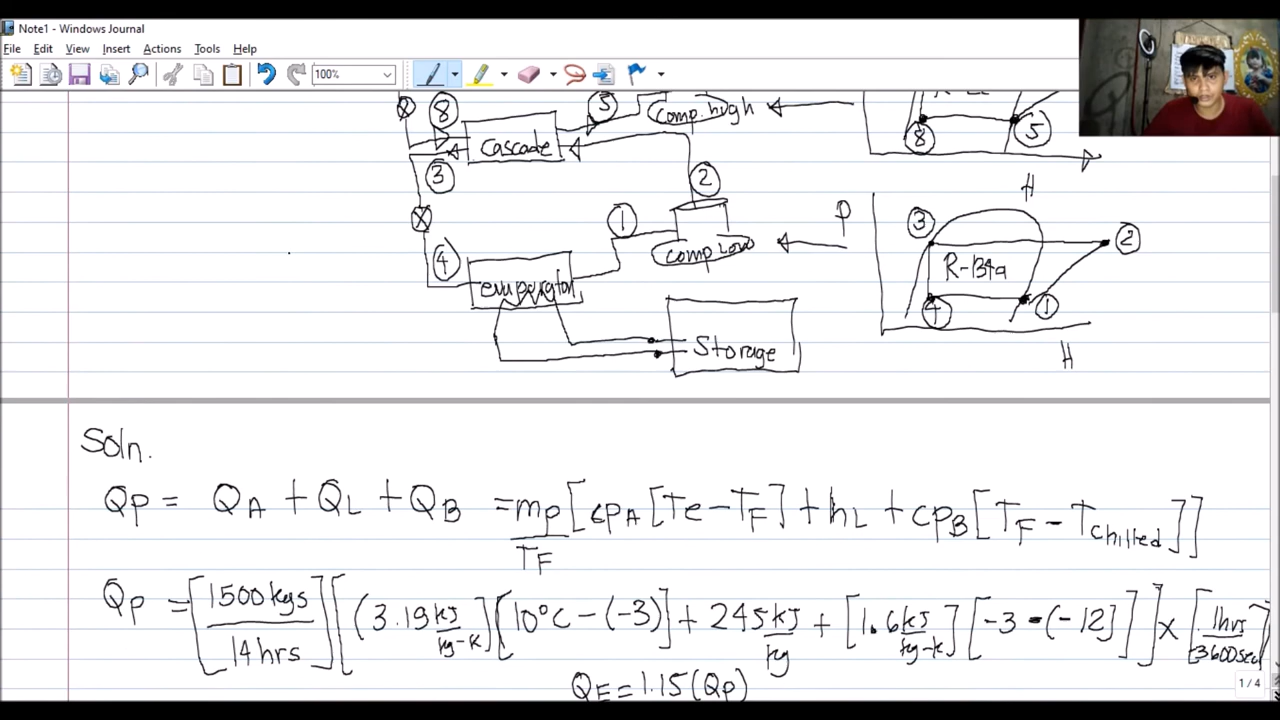 Note1 - Windows Journal
File Edit View Insert Actions Tools Help
100%
8
5
comp. high
8
5
cascade
3
H
2
P
3
2
1
comp low
R-134a
4
evaporator
4
1
Storage
H
Soln.
Qp = QA + QL + QB = mp/TF [cpA [Te - TF] + hL + cpB [TF - Tchilled]]
Qp = [1500 kgs/14 hrs] [(3.19 kJ/kg-K) (10°C - (-3)] + 245 kJ/kg + [1.6 kJ/kg-K] [-3 - (-12]] × [1hrs/3600sec]
QE = 1.15(Qp)
1 / 4